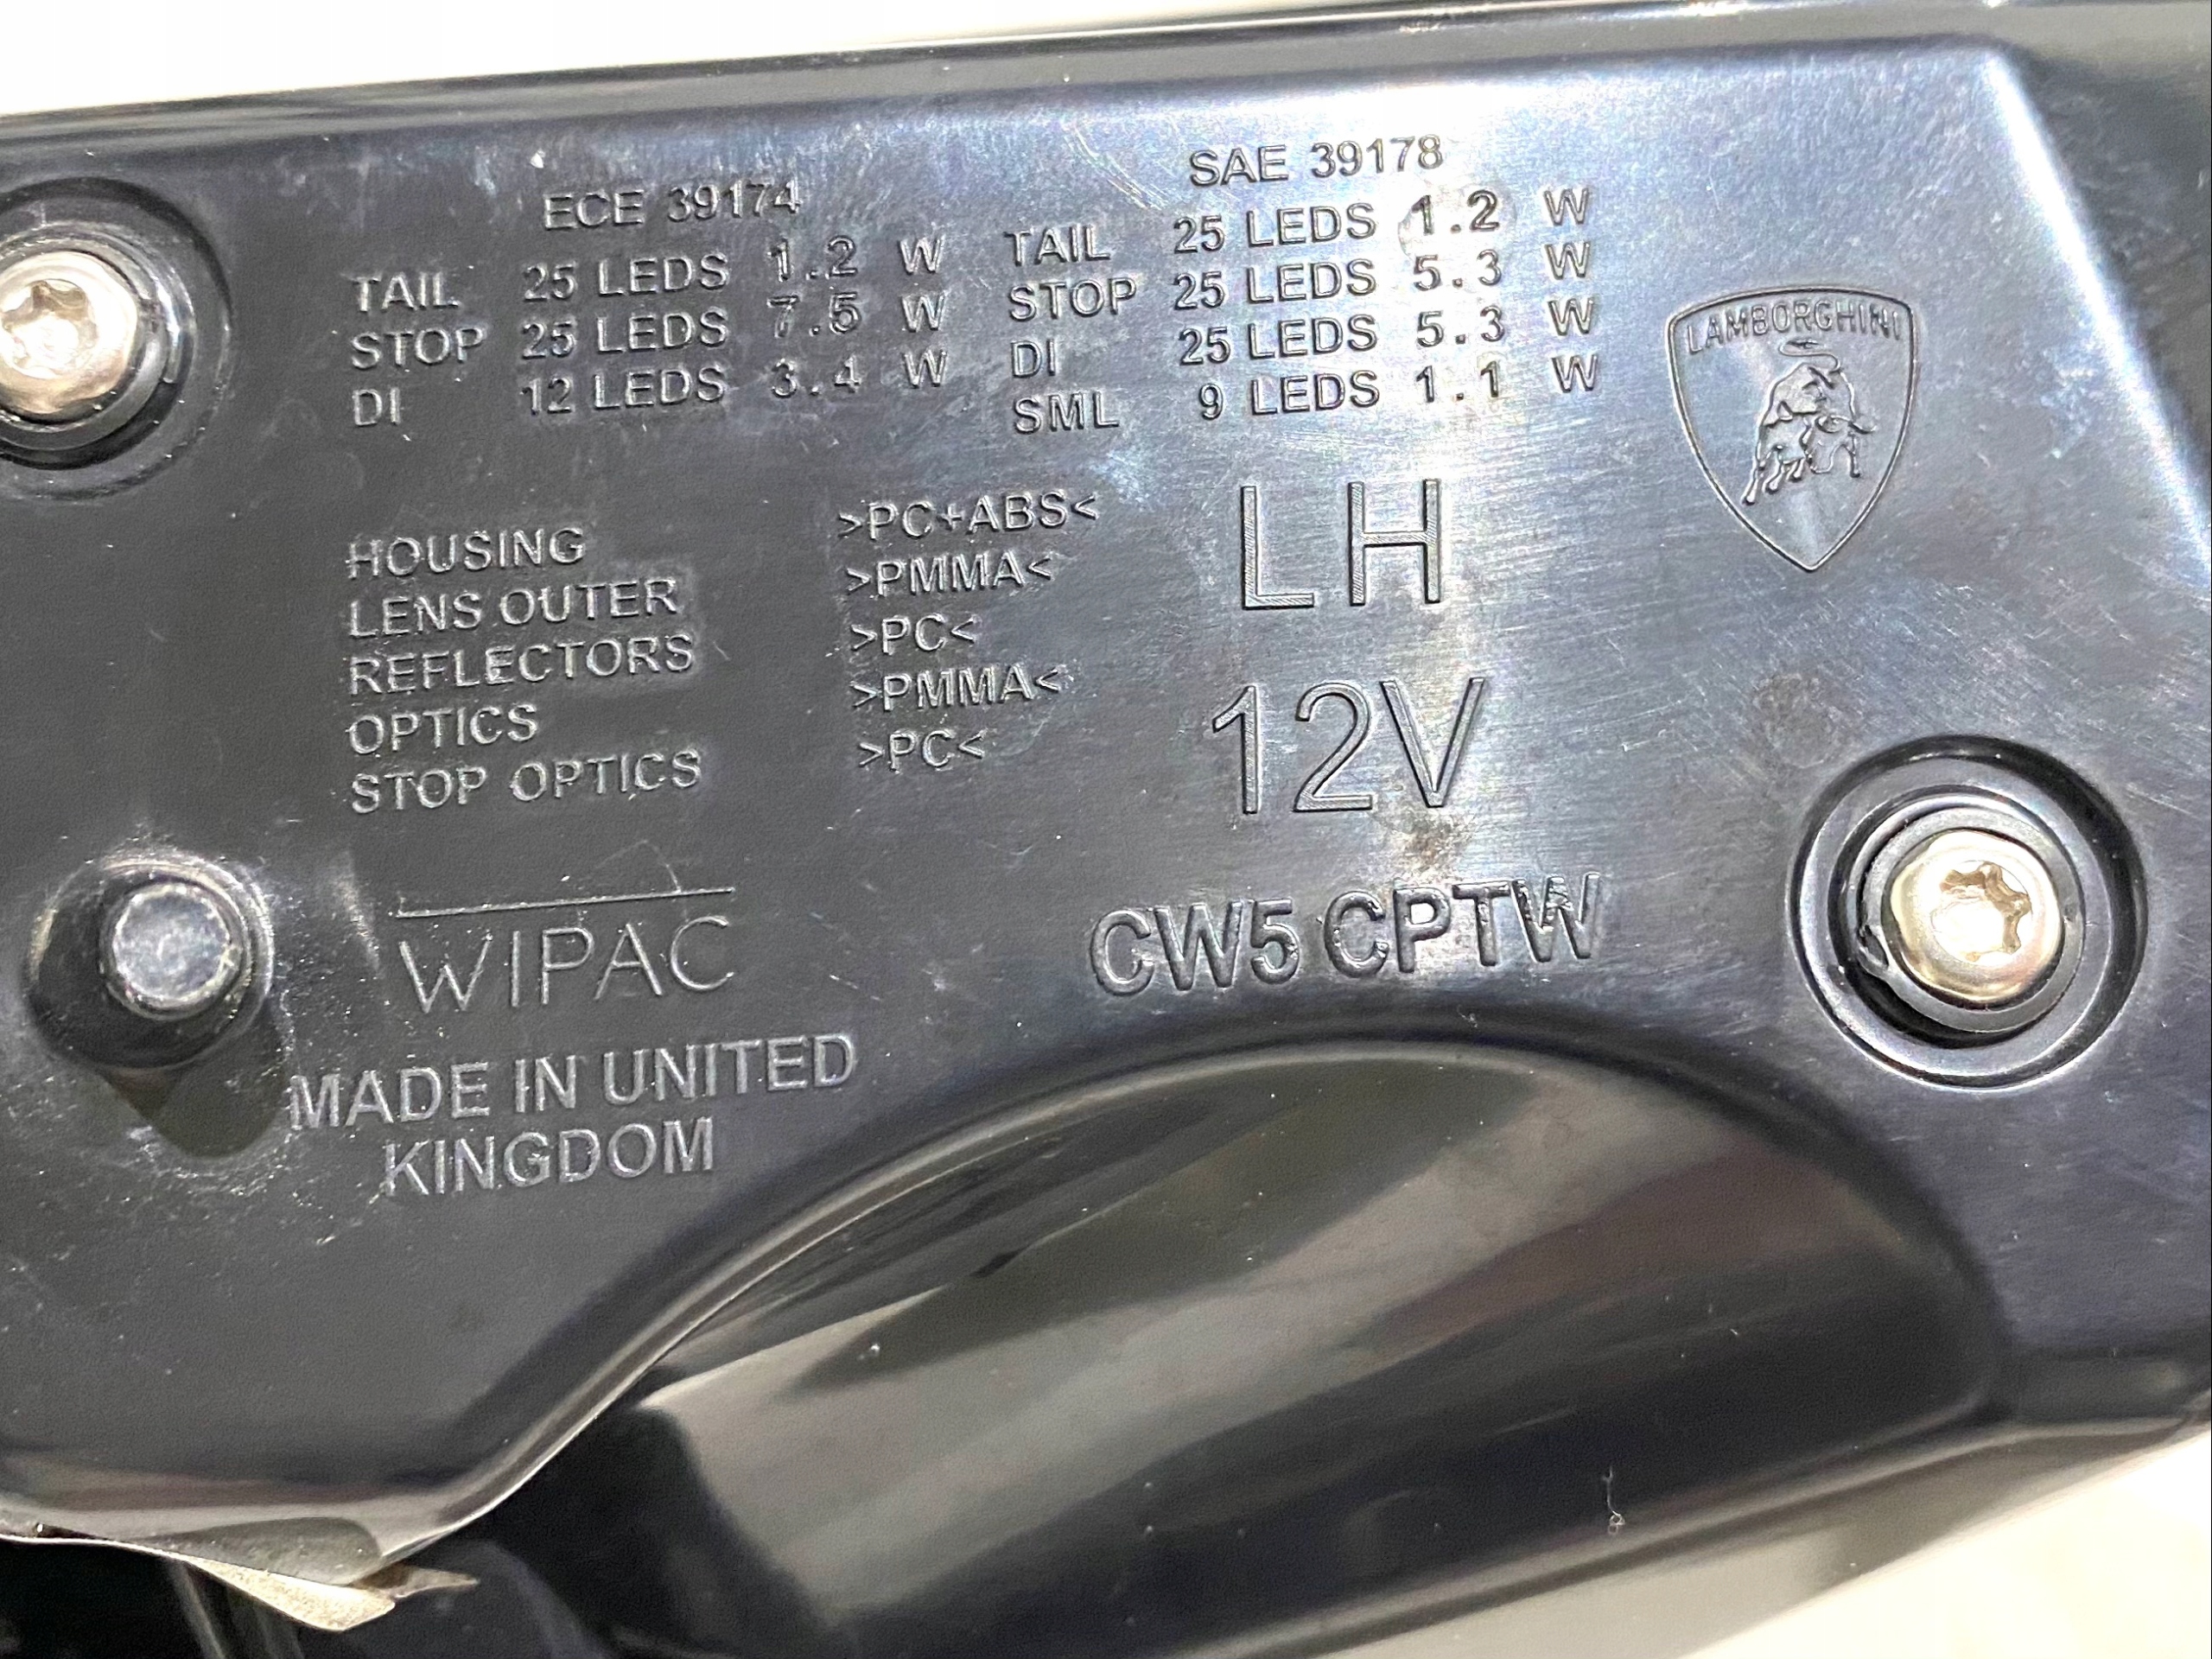 ECE 39174
TAIL 25 LEDS 1.2 W
STOP 25 LEDS 7.5 W
DI 12 LEDS 3.4 W
SAE 39178
TAIL 25 LEDS 1.2 W
STOP 25 LEDS 5.3 W
DI 25 LEDS 5.3 W
SML 9 LEDS 1.1 W
LAMBORGHINI
HOUSING >PC+ABS<
LENS OUTER >PMMA<
REFLECTORS >PC<
OPTICS >PMMA<
STOP OPTICS >PC<
LH
12V
WIPAC
CW5 CPTW
MADE IN UNITED
KINGDOM